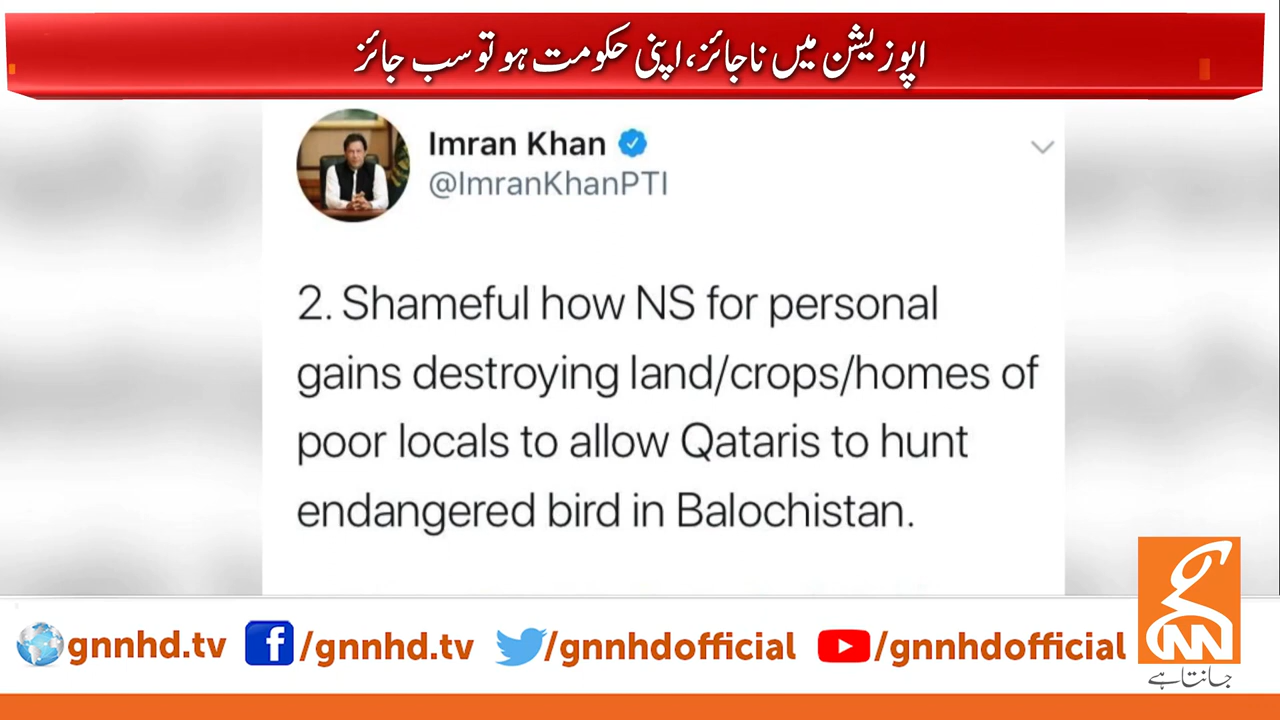 اپوزیشن میں ناجائز، اپنی حکومت ہو تو سب جائز
Imran Khan
@ImranKhanPTI
2. Shameful how NS for personal
gains destroying land/crops/homes of
poor locals to allow Qataris to hunt
endangered bird in Balochistan.
gnnhd.tv
/gnnhd.tv
/gnnhdofficial
/gnnhdofficial
GNN
جانتا ہے